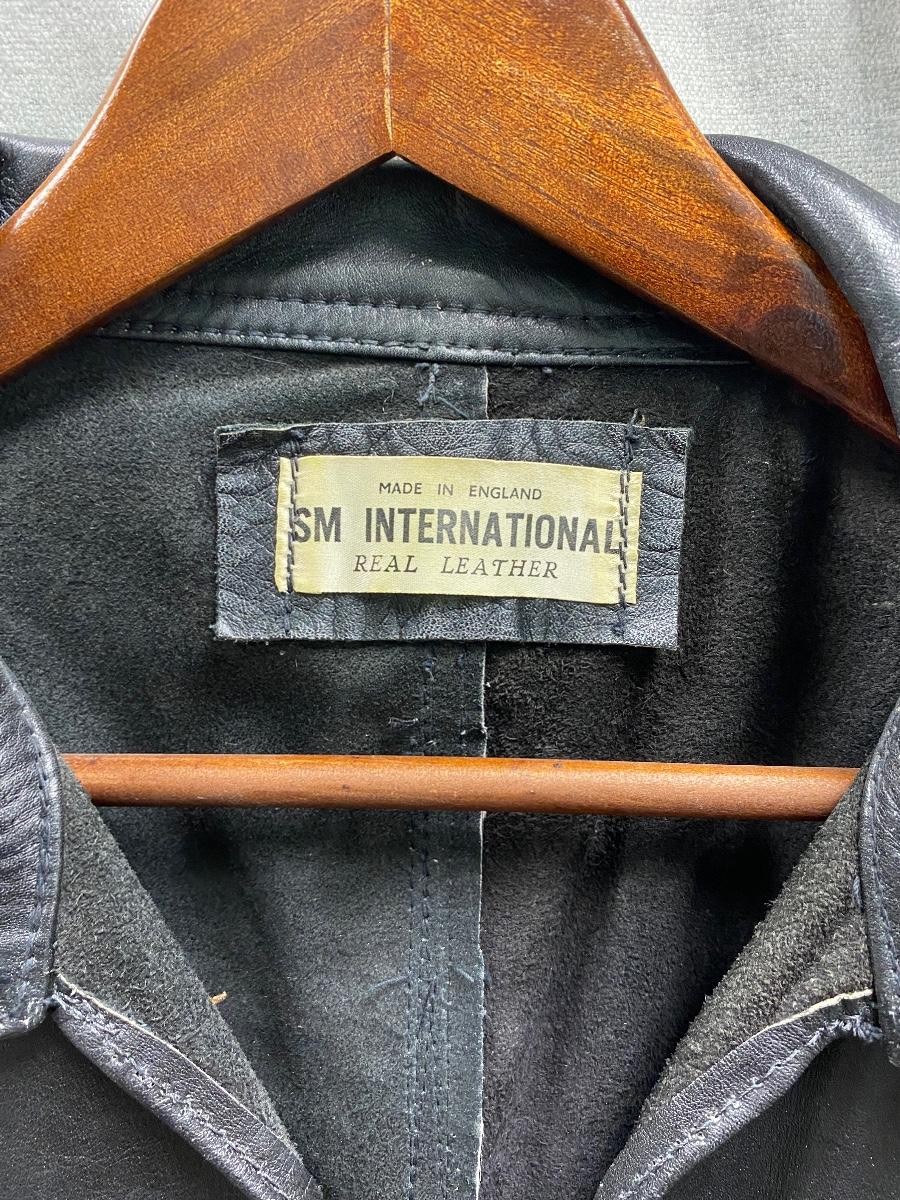 MADE IN ENGLAND
SM INTERNATIONAL
REAL LEATHER